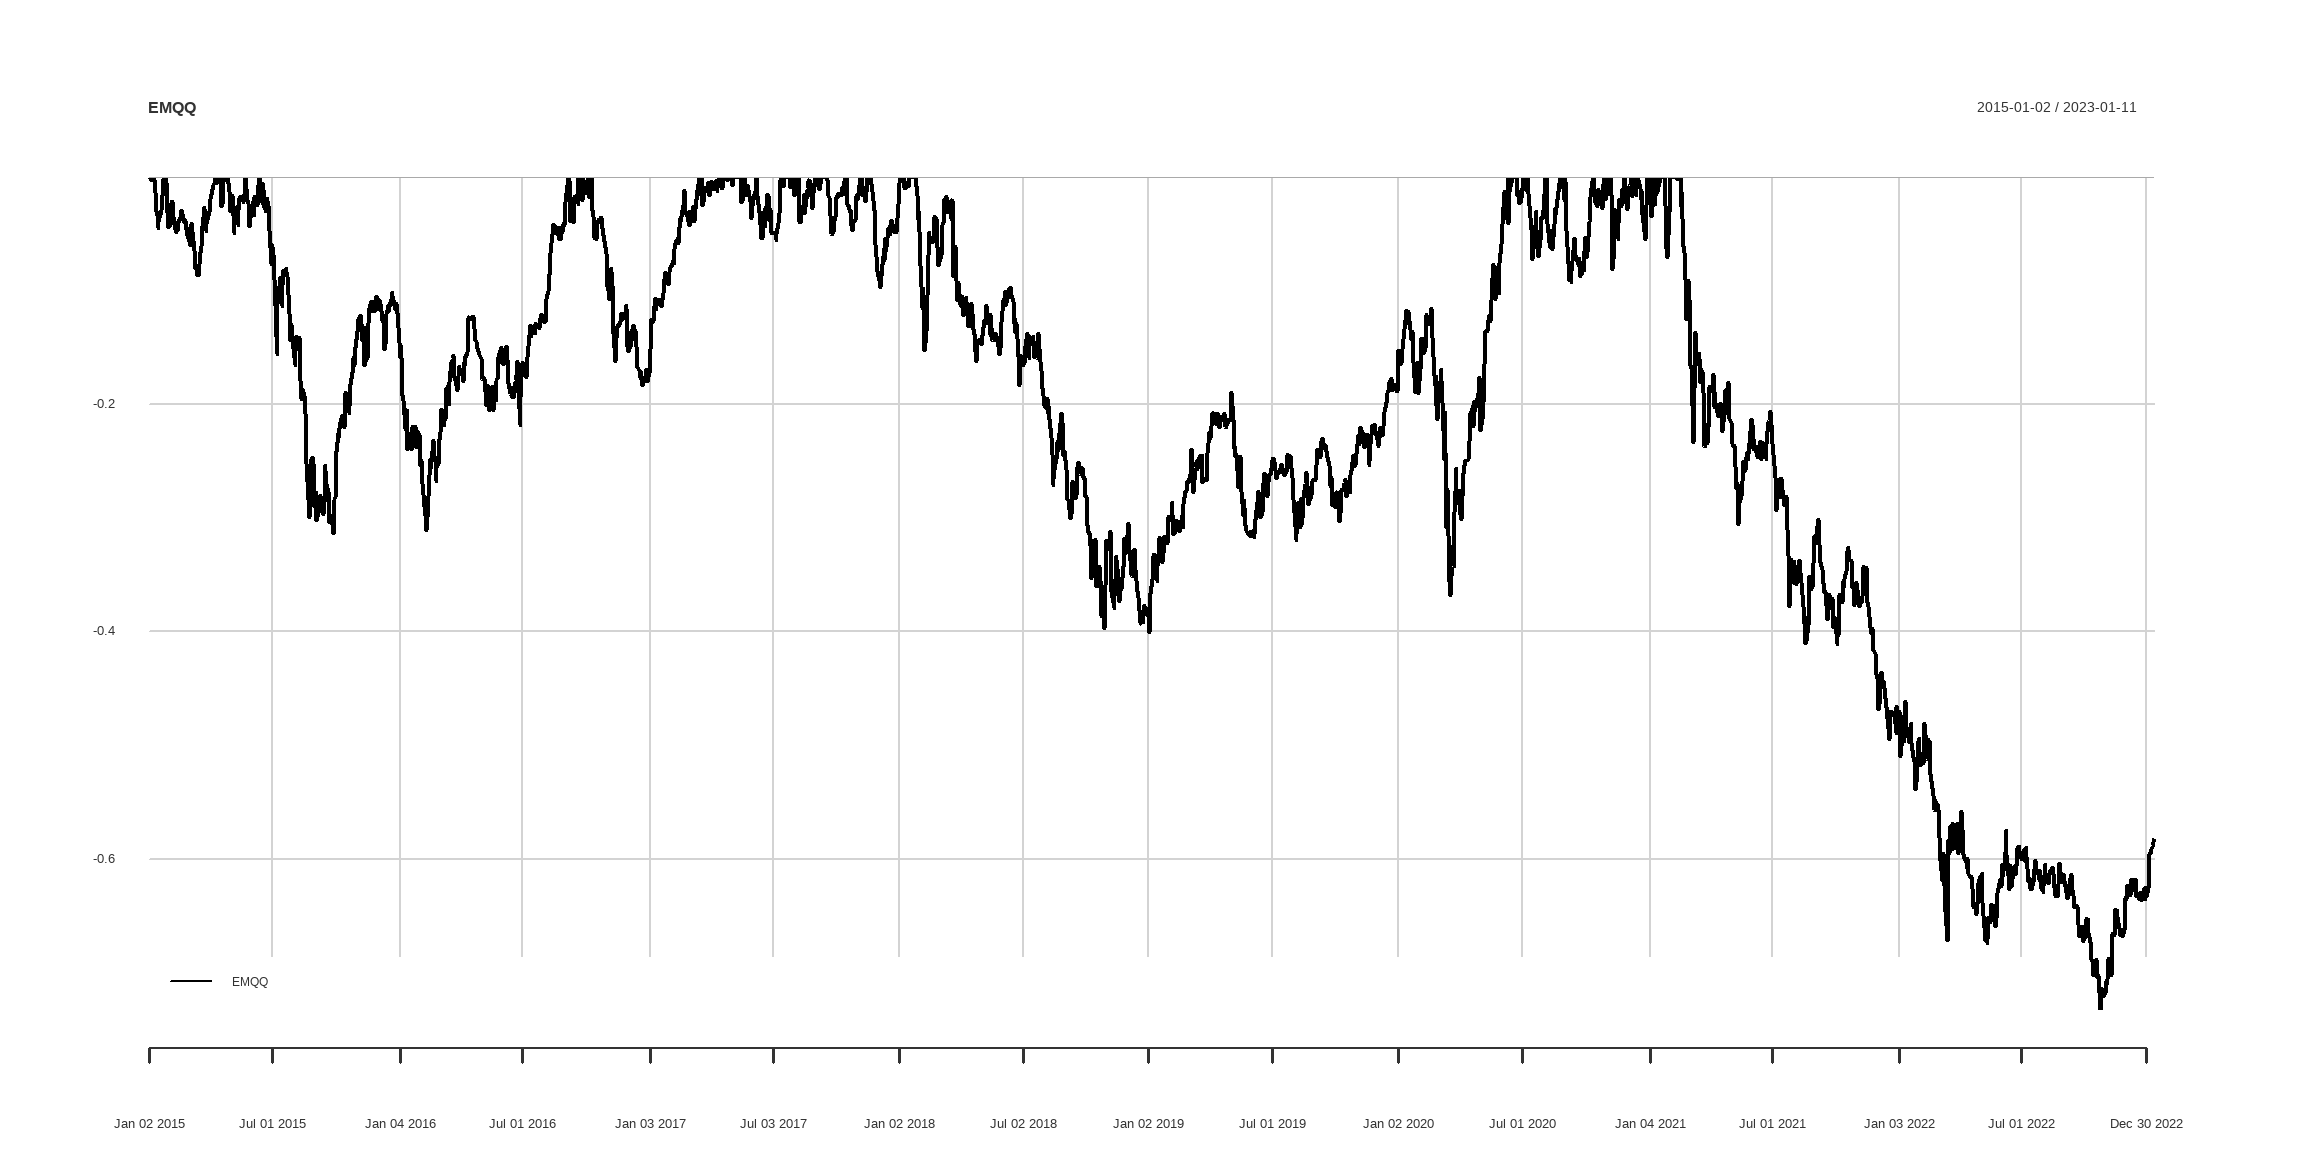 EMQQ
2015-01-02 / 2023-01-11
-0.2
-0.4
-0.6
EMQQ
Jan 02 2015
Jul 01 2015
Jan 04 2016
Jul 01 2016
Jan 03 2017
Jul 03 2017
Jan 02 2018
Jul 02 2018
Jan 02 2019
Jul 01 2019
Jan 02 2020
Jul 01 2020
Jan 04 2021
Jul 01 2021
Jan 03 2022
Jul 01 2022
Dec 30 2022